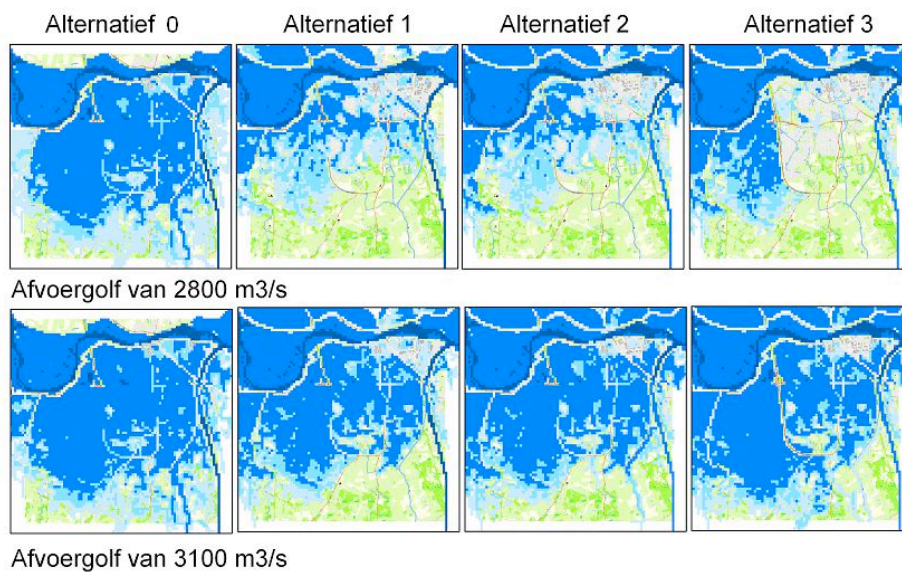 Alternatief 0 Alternatief 1 Alternatief 2 Alternatief 3
Afvoergolf van 2800 m3/s
Afvoergolf van 3100 m3/s